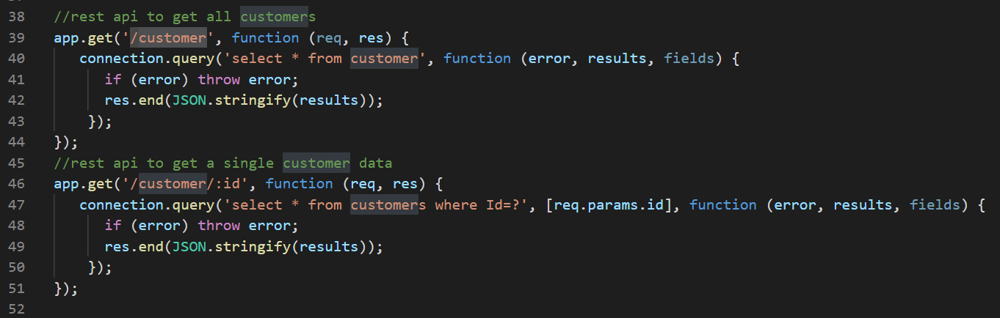 38 //rest api to get all customers
39 app.get('/customer', function (req, res) {
40 connection.query('select * from customer', function (error, results, fields) {
41 if (error) throw error;
42 res.end(JSON.stringify(results));
43 });
44 });
45 //rest api to get a single customer data
46 app.get('/customer/:id', function (req, res) {
47 connection.query('select * from customers where Id=?', [req.params.id], function (error, results, fields) {
48 if (error) throw error;
49 res.end(JSON.stringify(results));
50 });
51 });
52